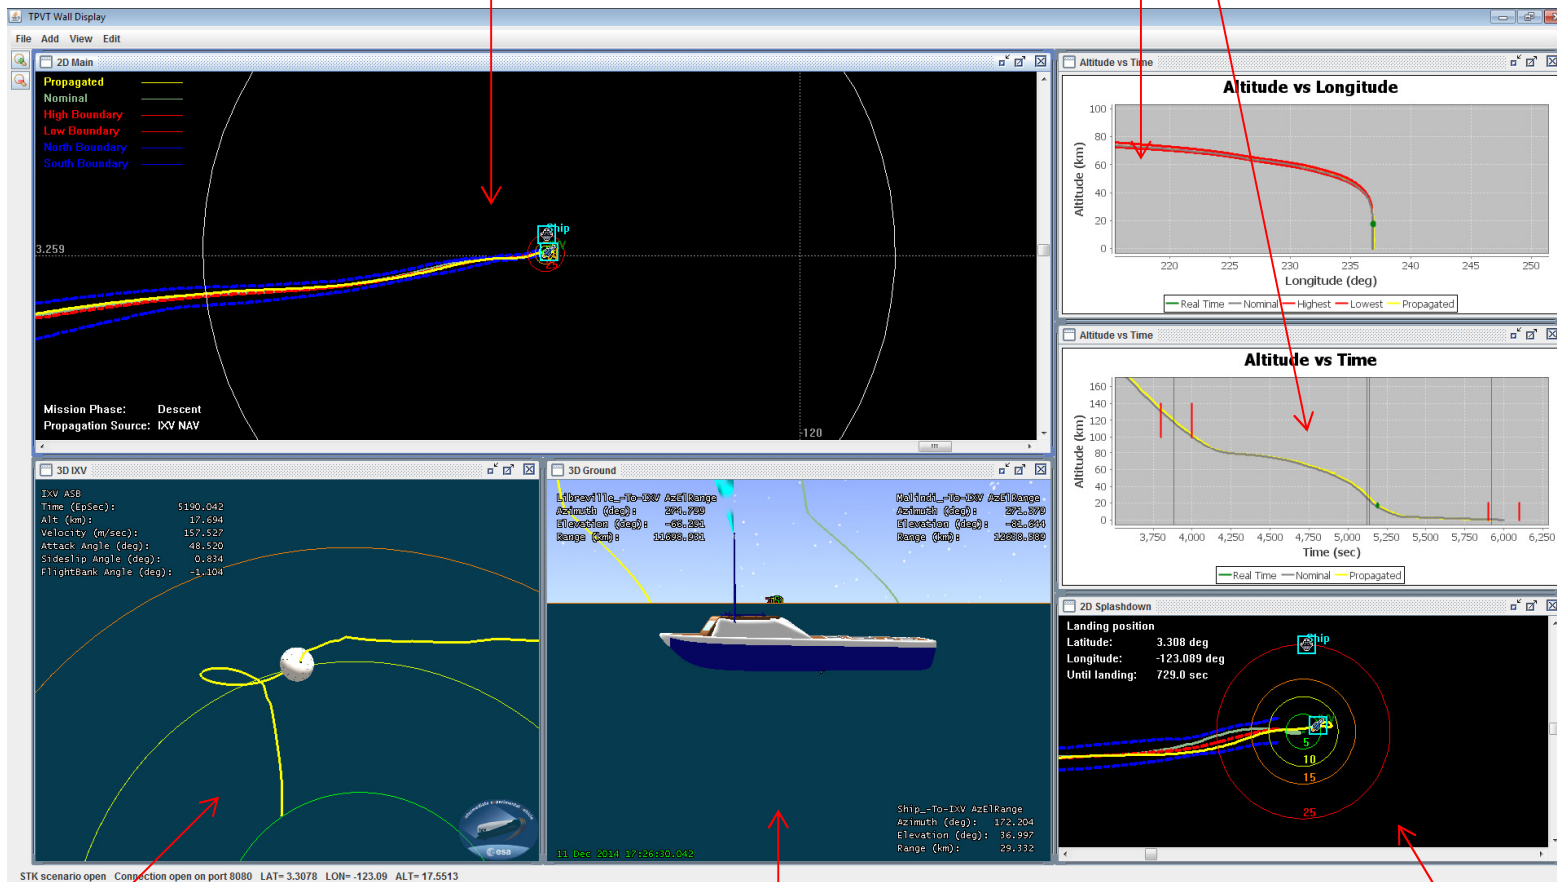 TPVT Wall Display
File Add View Edit
2D Main
Propagated
Nominal
High Boundary
Low Boundary
North Boundary
South Boundary
3.259
Ship
25
-120
Mission Phase: Descent
Propagation Source: IXV NAV
Altitude vs Time
Altitude vs Longitude
Altitude (km)
100
80
60
40
20
0
220 225 230 235 240 245 250
Longitude (deg)
Real Time Nominal Highest Lowest Propagated
Altitude vs Time
Altitude vs Time
Altitude (km)
160
140
120
100
80
60
40
20
0
3,750 4,000 4,250 4,500 4,750 5,000 5,250 5,500 5,750 6,000 6,250
Time (sec)
Real Time Nominal Propagated
3D IXV
IXV ASB
Time (EpSec): 5190.042
Alt (km): 17.694
Velocity (m/sec): 157.527
Attack Angle (deg): 48.520
Sideslip Angle (deg): 0.834
FlightBank Angle (deg): -1.104
esa
3D Ground
Libreville_-To-IXV AzElRange
Azimuth (deg): 274.739
Elevation (deg): -66.291
Range (km): 11698.931
Malindi_-To-IXV AzElRange
Azimuth (deg): 271.379
Elevation (deg): -81.644
Range (km): 12638.589
Ship_-To-IXV AzElRange
Azimuth (deg): 172.204
Elevation (deg): 36.997
Range (km): 29.332
11 Dec 2014 17:26:30.042
2D Splashdown
Landing position
Latitude: 3.308 deg
Longitude: -123.089 deg
Until landing: 729.0 sec
Ship
5
10
15
25
STK scenario open Connection open on port 8080 LAT= 3.3078 LON= -123.09 ALT= 17.5513